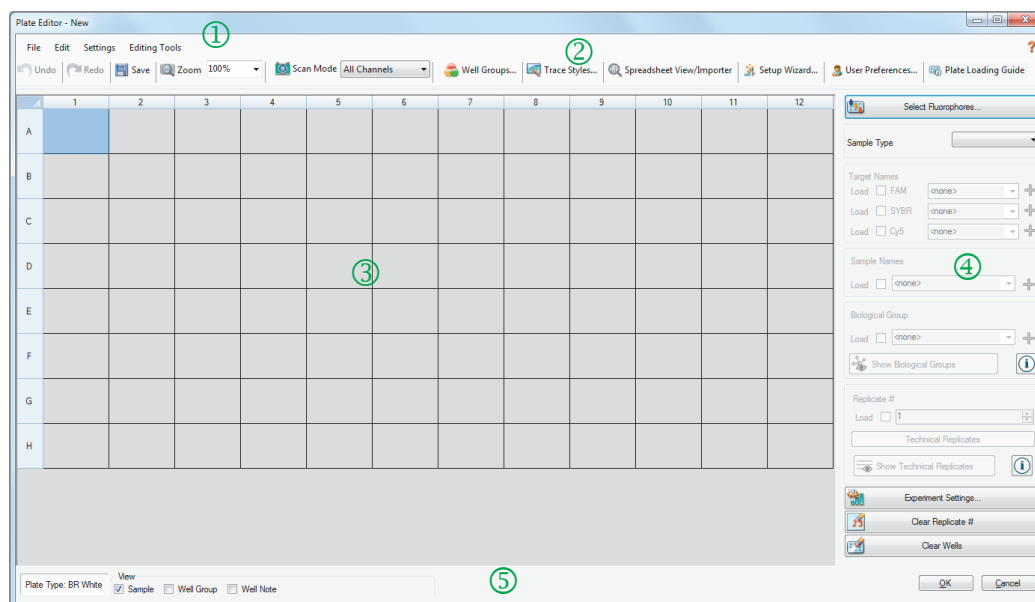 Plate Editor - New
①
File Edit Settings Editing Tools
?
②
Undo Redo Save Zoom 100% Scan Mode All Channels Well Groups... Trace Styles... Spreadsheet View/Importer Setup Wizard... User Preferences... Plate Loading Guide
1 2 3 4 5 6 7 8 9 10 11 12
A
B
C
D
E
F
G
H
③
Select Fluorophores...
Sample Type
Target Names
Load FAM <none>
Load SYBR <none>
Load Cy5 <none>
Sample Names
④
Load <none>
Biological Group
Load <none>
Show Biological Groups i
Replicate #
Load 1
Technical Replicates
Show Technical Replicates i
Experiment Settings...
Clear Replicate #
Clear Wells
Plate Type: BR White
View
Sample Well Group Well Note
⑤
OK Cancel